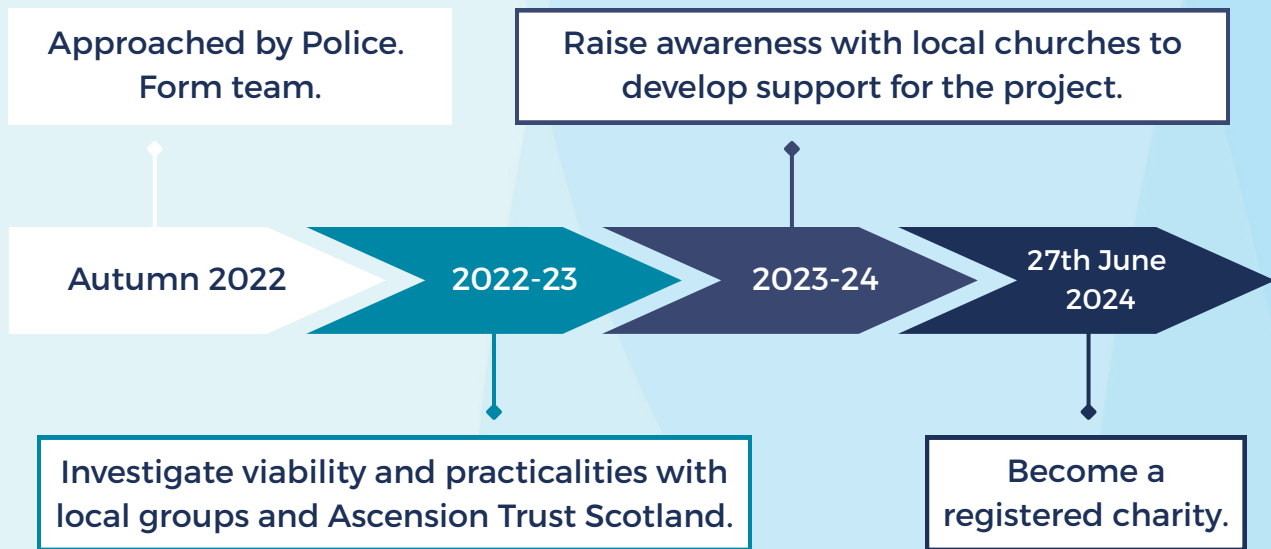 Approached by Police.
Form team.
Raise awareness with local churches to
develop support for the project.
Autumn 2022
2022-23
2023-24
27th June
2024
Investigate viability and practicalities with
local groups and Ascension Trust Scotland.
Become a
registered charity.